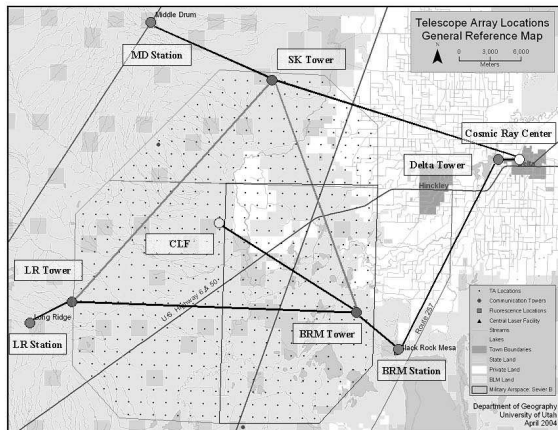 Telescope Array Locations
General Reference Map
N
0
3,000
6,000
Meters
Middle Drum
MD Station
SK Tower
Cosmic Ray Center
Delta Tower
Hinckley
CLF
LR Tower
U.S. Highway 6 & 50
Long Ridge
LR Station
BRM Tower
Route 257
Black Rock Mesa
BRM Station
TA Locations
Communication Towers
Fluorescence Locations
Central Laser Facility
Streams
Lakes
Town Boundaries
State Land
Private Land
BLM Land
Military Airspace: Sevier B
Department of Geography
University of Utah